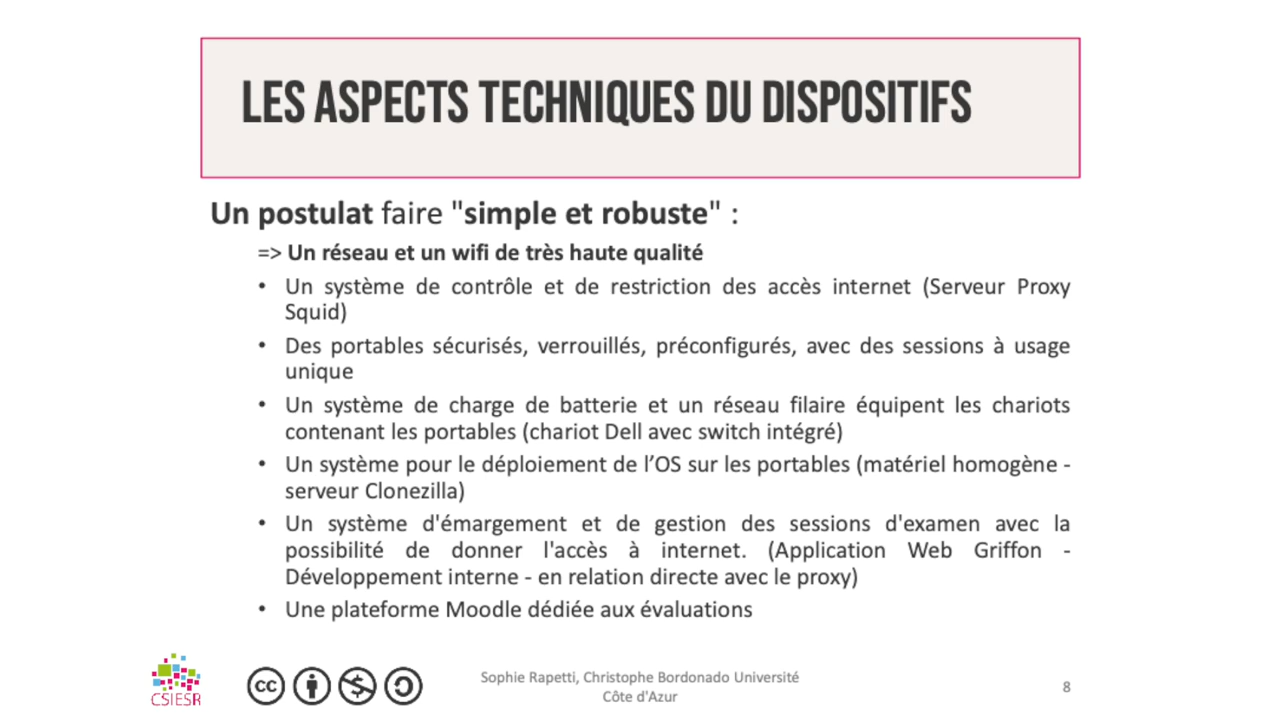 LES ASPECTS TECHNIQUES DU DISPOSITIFS
Un postulat faire "simple et robuste" :
=> Un réseau et un wifi de très haute qualité
• Un système de contrôle et de restriction des accès internet (Serveur Proxy
Squid)
• Des portables sécurisés, verrouillés, préconfigurés, avec des sessions à usage
unique
• Un système de charge de batterie et un réseau filaire équipent les chariots
contenant les portables (chariot Dell avec switch intégré)
• Un système pour le déploiement de l’OS sur les portables (matériel homogène -
serveur Clonezilla)
• Un système d'émargement et de gestion des sessions d'examen avec la
possibilité de donner l'accès à internet. (Application Web Griffon -
Développement interne - en relation directe avec le proxy)
• Une plateforme Moodle dédiée aux évaluations
CSIESR
cc
Sophie Rapetti, Christophe Bordonado Université
Côte d'Azur
8